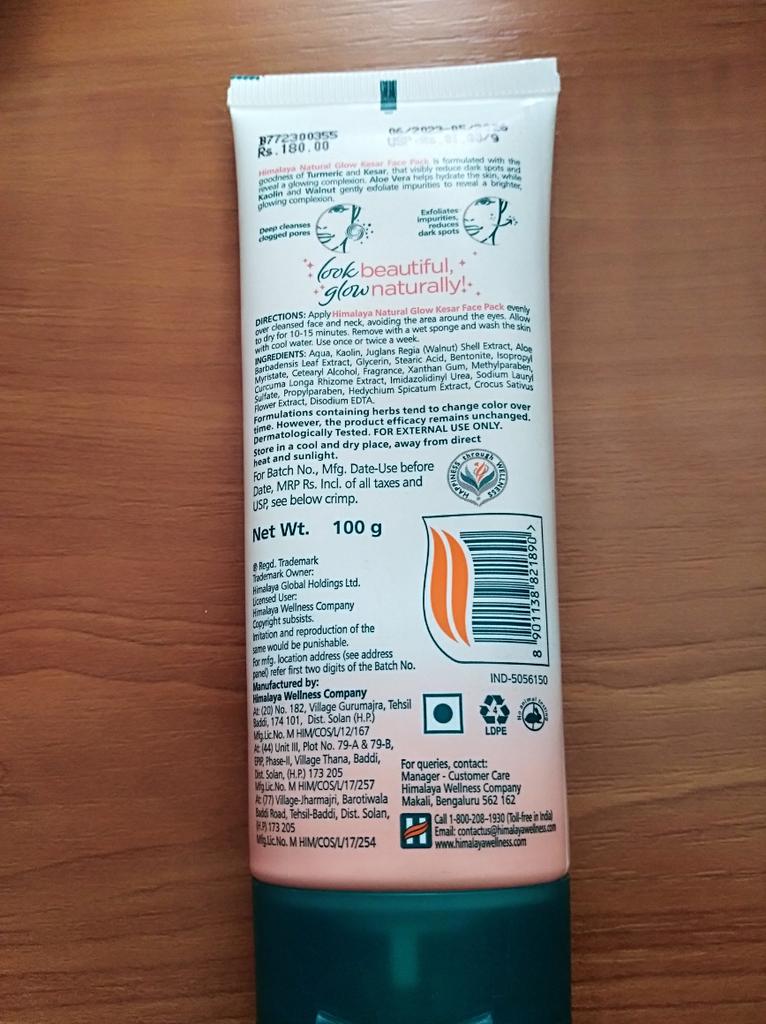 B772300355
Rs.180.00
Himalaya Natural Glow Kesar Face Pack is formulated with the
goodness of Turmeric and Kesar, that visibly reduce dark spots and
reveal a glowing complexion. Aloe Vera helps hydrate the skin, while
Kaolin and Walnut gently exfoliate impurities to reveal a brighter,
glowing complexion.
Deep cleanses
clogged pores
Exfoliates
impurities,
reduces
dark spots
look beautiful,
glow naturally!
DIRECTIONS: Apply Himalaya Natural Glow Kesar Face Pack evenly
over cleansed face and neck, avoiding the area around the eyes. Allow
to dry for 10-15 minutes. Remove with a wet sponge and wash the skin
with cool water. Use once or twice a week.
INGREDIENTS: Aqua, Kaolin, Juglans Regia (Walnut) Shell Extract, Aloe
Barbadensis Leaf Extract, Glycerin, Stearic Acid, Bentonite, Isopropyl
Myristate, Cetearyl Alcohol, Fragrance, Xanthan Gum, Methylparaben,
Curcuma Longa Rhizome Extract, Imidazolidinyl Urea, Sodium Lauryl
Sulfate, Propylparaben, Hedychium Spicatum Extract, Crocus Sativus
Flower Extract, Disodium EDTA.
Formulations containing herbs tend to change color over
time. However, the product efficacy remains unchanged.
Dermatologically Tested. FOR EXTERNAL USE ONLY.
Store in a cool and dry place, away from direct
heat and sunlight.
For Batch No., Mfg. Date-Use before
Date, MRP Rs. Incl. of all taxes and
USP, see below crimp.
HAPPINESS through WELLNESS
Net Wt. 100 g
® Regd. Trademark
Trademark Owner:
Himalaya Global Holdings Ltd.
Licensed User:
Himalaya Wellness Company
Copyright subsists.
Imitation and reproduction of the
same would be punishable.
For mfg. location address (see address
panel) refer first two digits of the Batch No.
8 901138 821890 >
IND-5056150
Manufactured by:
Himalaya Wellness Company
At: (20) No. 182, Village Gurumajra, Tehsil
Baddi, 174 101, Dist. Solan (H.P.)
Mfg.Lic.No. M HIM/COS/L/12/167
At: (44) Unit III, Plot No. 79-A & 79-B,
EPIP, Phase-II, Village Thana, Baddi,
Dist. Solan, (H.P.) 173 205
Mfg.Lic.No. M HIM/COS/L/17/257
At: (77) Village-Jharmajri, Barotiwala
Baddi Road, Tehsil-Baddi, Dist. Solan,
(H.P.) 173 205
Mfg.Lic.No. M HIM/COS/L/17/254
4
LDPE
No animal testing
For queries, contact:
Manager - Customer Care
Himalaya Wellness Company
Makali, Bengaluru 562 162
Call 1-800-208-1930 (Toll-free in India)
Email: contactus@himalayawellness.com
www.himalayawellness.com